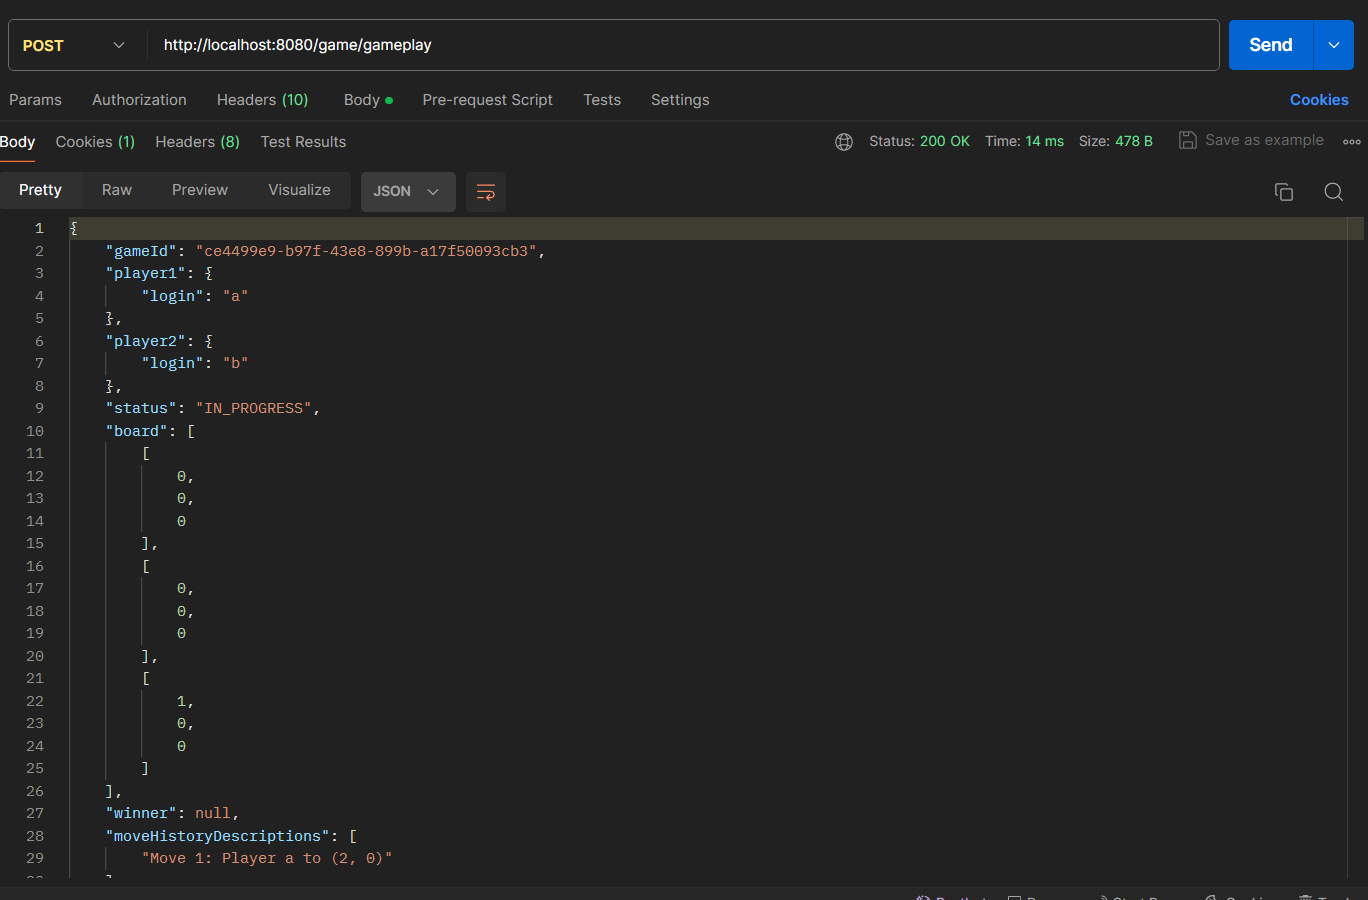 POST http://localhost:8080/game/gameplay Send
Params Authorization Headers (10) Body Pre-request Script Tests Settings Cookies
Body Cookies (1) Headers (8) Test Results Status: 200 OK Time: 14 ms Size: 478 B Save as example
Pretty Raw Preview Visualize JSON
1 {
2 "gameId": "ce4499e9-b97f-43e8-899b-a17f50093cb3",
3 "player1": {
4 "login": "a"
5 },
6 "player2": {
7 "login": "b"
8 },
9 "status": "IN_PROGRESS",
10 "board": [
11 [
12 0,
13 0,
14 0
15 ],
16 [
17 0,
18 0,
19 0
20 ],
21 [
22 1,
23 0,
24 0
25 ]
26 ],
27 "winner": null,
28 "moveHistoryDescriptions": [
29 "Move 1: Player a to (2, 0)"